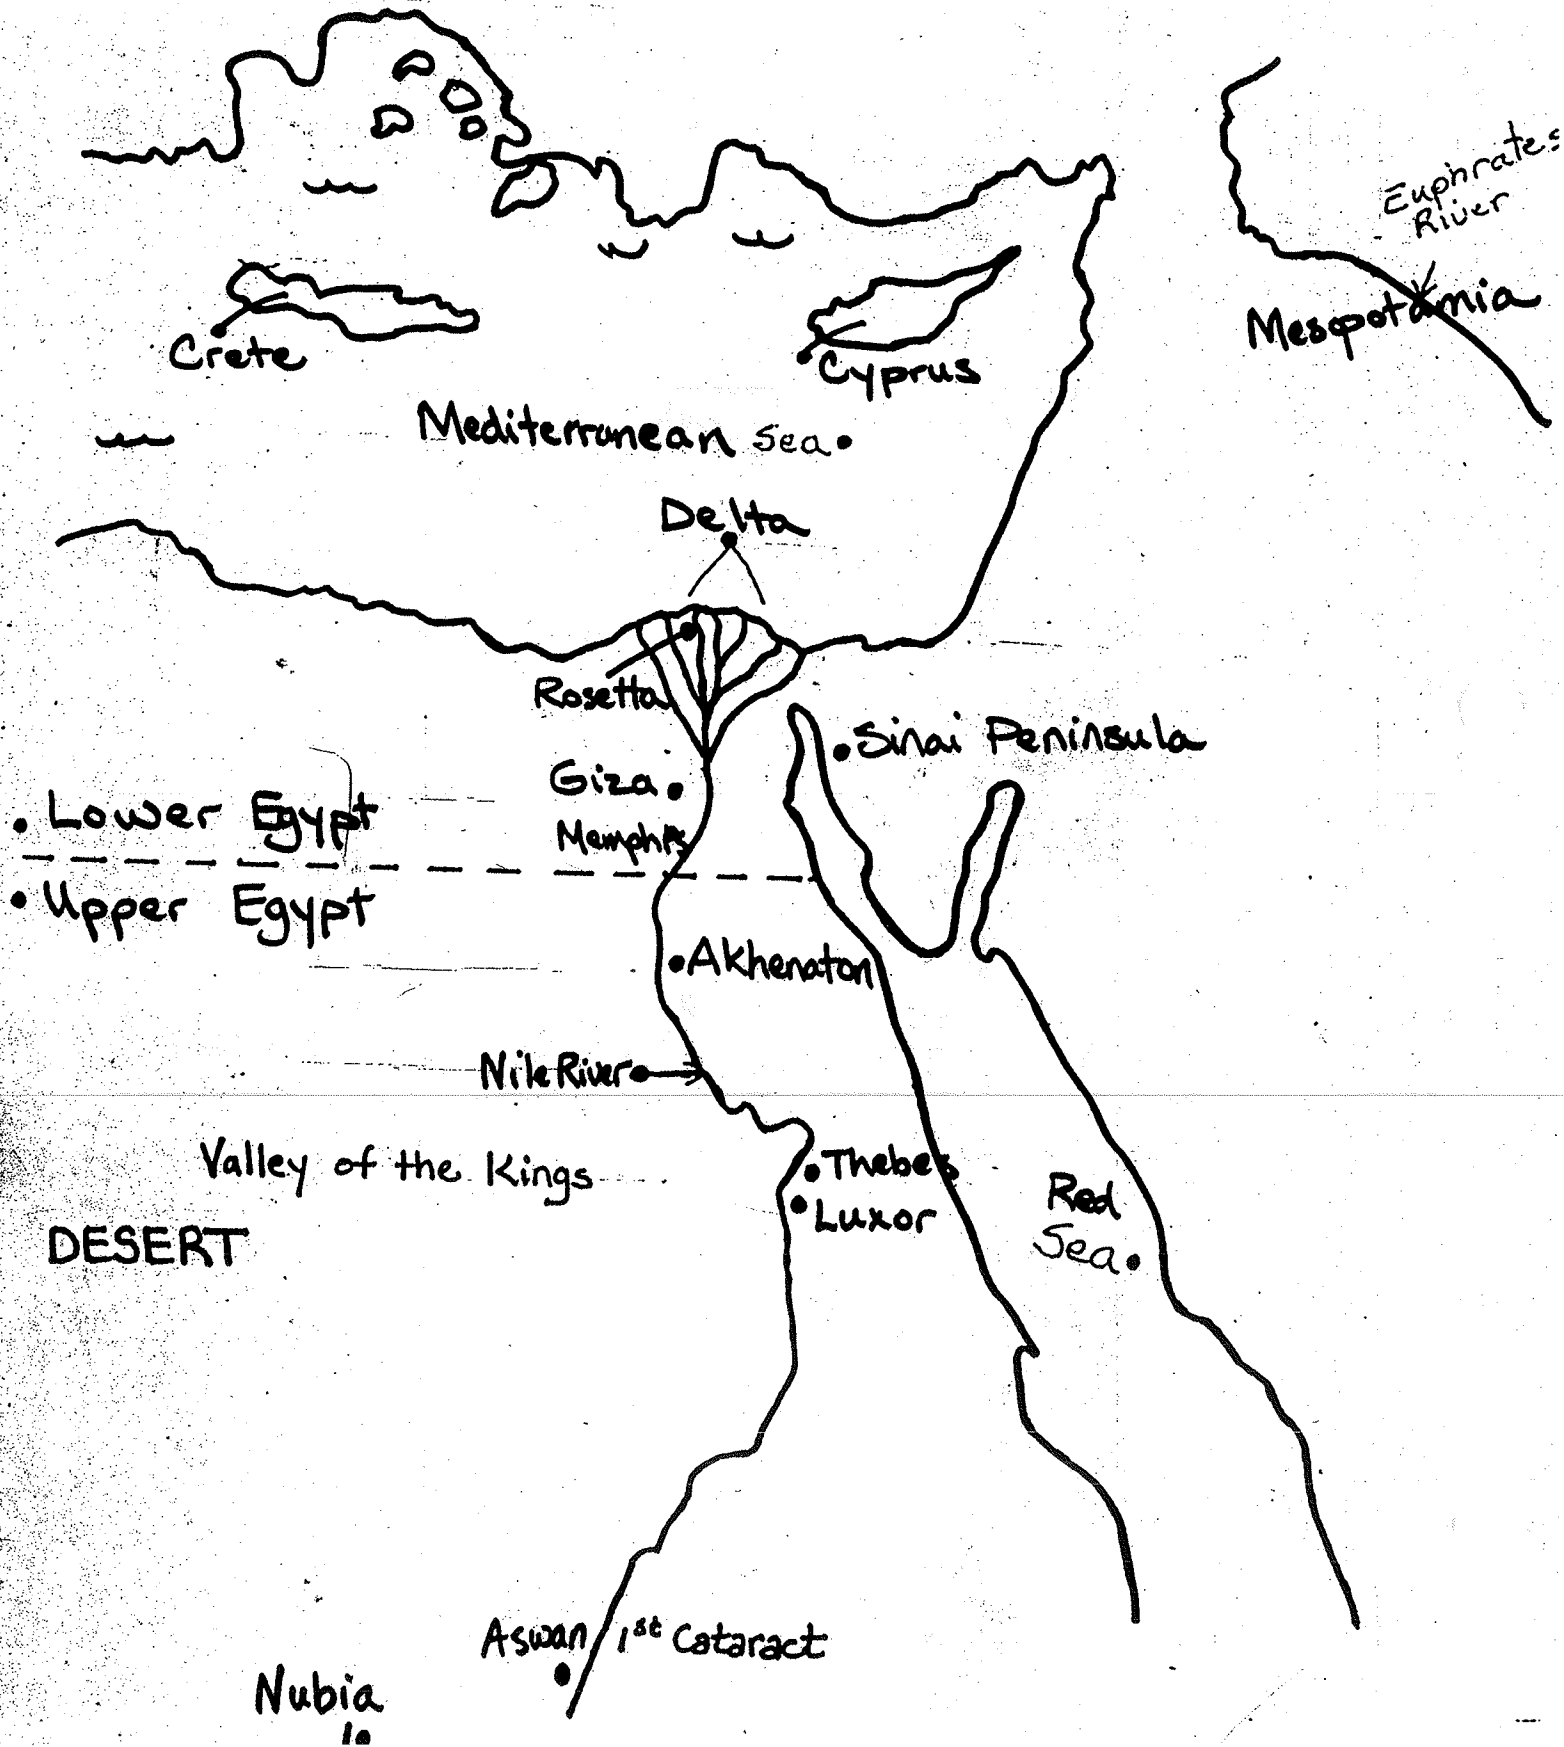 Euphrates
River
Mesopotamia
Crete
Cyprus
Mediterranean Sea
Delta
Rosetta
Sinai Peninsula
Giza
Lower Egypt
Memphis
Upper Egypt
Akhenaton
Nile River
Valley of the Kings
Thebes
Luxor
Red
Sea
DESERT
Aswan 1st Cataract
Nubia